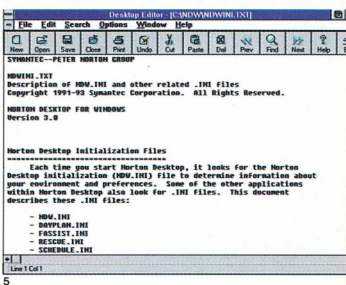 Desktop Editor - [C:\NDW\NDWINI.TXT]
File Edit Search Options Window Help
New Open Save Close Print Undo Cut Paste Del Prev Find Next Help
SYMANTEC--PETER NORTON GROUP
NDWINI.TXT
Description of NDW.INI and other related .INI files
Copyright 1991-93 Symantec Corporation. All Rights Reserved.
NORTON DESKTOP FOR WINDOWS
Version 3.0
Norton Desktop Initialization Files
-----------------------------------
Each time you start Norton Desktop, it looks for the Norton
Desktop initialization (NDW.INI) file to determine information about
your environment and preferences. Some of the other applications
within Norton Desktop also look for .INI files. This document
describes these .INI files:
- NDW.INI
- DAYPLAN.INI
- FASSIST.INI
- RESCUE.INI
- SCHEDULE.INI
Line 1 Col 1
5